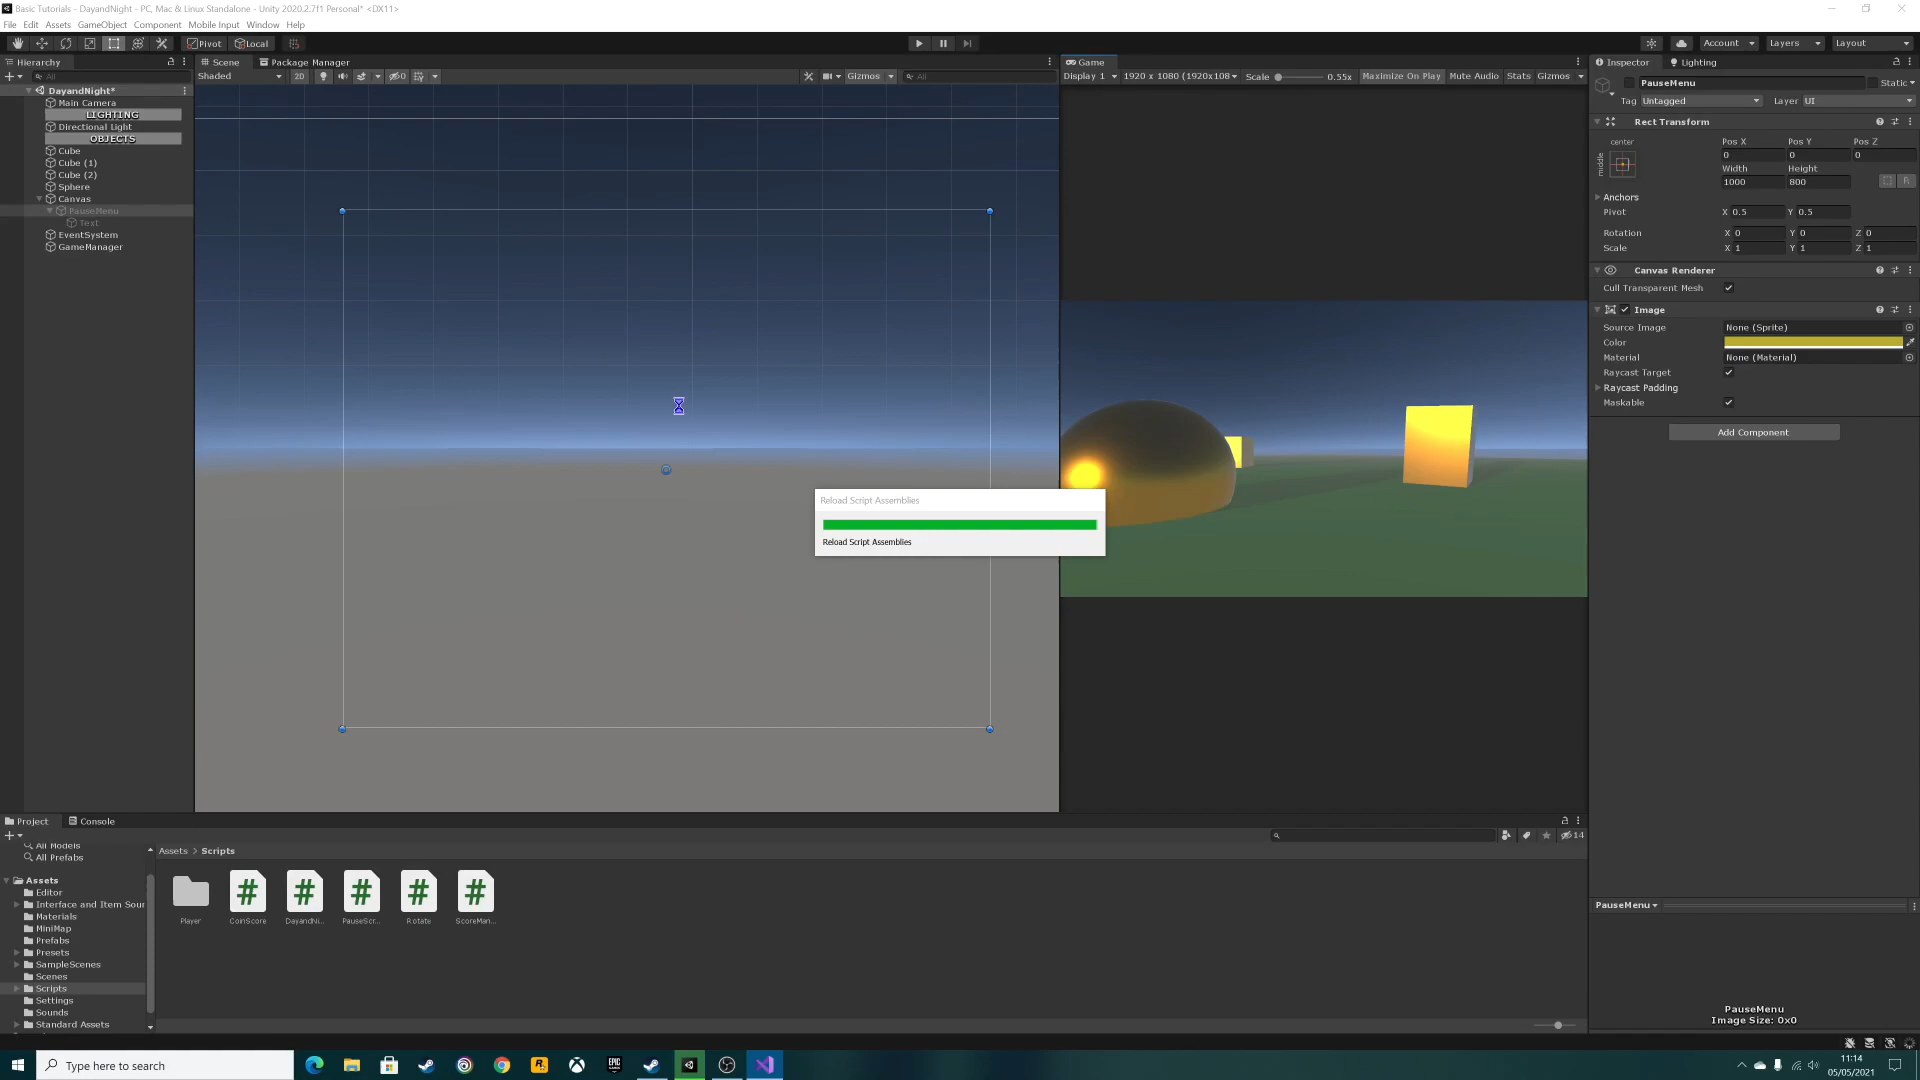 Basic Tutorials - DayandNight - PC, Mac & Linux Standalone - Unity 2020.2.7f1 Personal* <DX11>
File Edit Assets GameObject Component Mobile Input Window Help
Pivot Local Account Layers Layout
Hierarchy
All
DayandNight*
Main Camera
LIGHTING
Directional Light
OBJECTS
Cube
Cube (1)
Cube (2)
Sphere
Canvas
PauseMenu
Text
EventSystem
GameManager
Scene Package Manager
Shaded 2D 0 Gizmos All
Reload Script Assemblies
Reload Script Assemblies
Game
Display 1 1920 x 1080 (1920x108 Scale 0.55x Maximize On Play Mute Audio Stats Gizmos
Inspector Lighting
PauseMenu Static
Tag Untagged Layer UI
Rect Transform
center Pos X Pos Y Pos Z
middle 0 0 0
Width Height
1000 800 R
Anchors
Pivot X 0.5 Y 0.5
Rotation X 0 Y 0 Z 0
Scale X 1 Y 1 Z 1
Canvas Renderer
Cull Transparent Mesh
Image
Source Image None (Sprite)
Color
Material None (Material)
Raycast Target
Raycast Padding
Maskable
Add Component
PauseMenu
PauseMenu
Image Size: 0x0
Project Console
14
All Models
All Prefabs
Assets
Editor
Interface and Item Sour
Materials
MiniMap
Prefabs
Presets
SampleScenes
Scenes
Scripts
Settings
Sounds
Standard Assets
Assets > Scripts
Player CoinScore DayandNi... PauseScr... Rotate ScoreMan...
Type here to search
EPIC
GAMES
11:14
05/05/2021